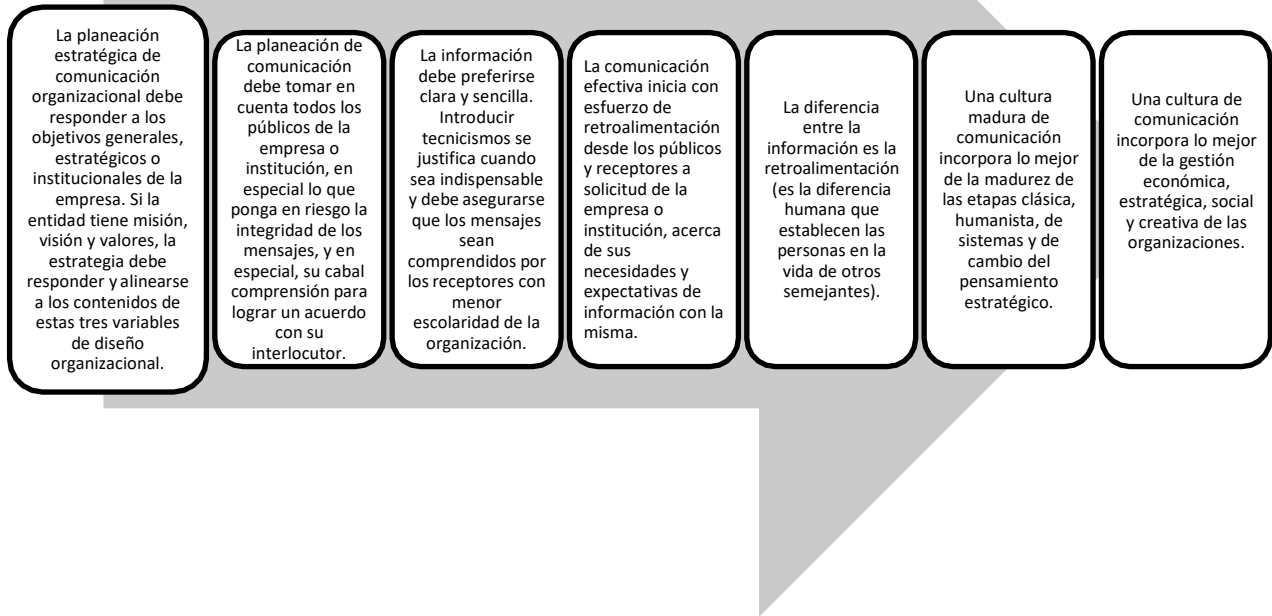 La planeación
estratégica de
comunicación
organizacional debe
responder a los
objetivos generales,
estratégicos o
institucionales de la
empresa. Si la
entidad tiene misión,
visión y valores, la
estrategia debe
responder y alinearse
a los contenidos de
estas tres variables
de diseño
organizacional.
La planeación de
comunicación
debe tomar en
cuenta todos los
públicos de la
empresa o
institución, en
especial lo que
ponga en riesgo la
integridad de los
mensajes, y en
especial, su cabal
comprensión para
lograr un acuerdo
con su
interlocutor.
La información
debe preferirse
clara y sencilla.
Introducir
tecnicismos se
justifica cuando
sea indispensable
y debe asegurarse
que los mensajes
sean
comprendidos por
los receptores con
menor
escolaridad de la
organización.
La comunicación
efectiva inicia con
esfuerzo de
retroalimentación
desde los públicos
y receptores a
solicitud de la
empresa o
institución, acerca
de sus
necesidades y
expectativas de
información con la
misma.
La diferencia
entre la
información es la
retroalimentación
(es la diferencia
humana que
establecen las
personas en la
vida de otros
semejantes).
Una cultura
madura de
comunicación
incorpora lo mejor
de la madurez de
las etapas clásica,
humanista, de
sistemas y de
cambio del
pensamiento
estratégico.
Una cultura de
comunicación
incorpora lo mejor
de la gestión
económica,
estratégica, social
y creativa de las
organizaciones.